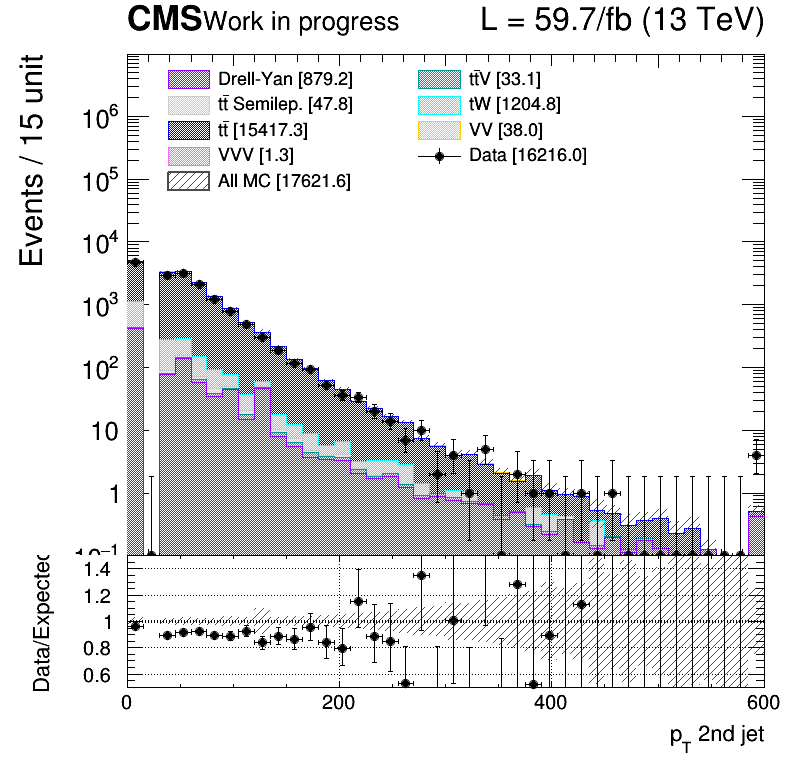 CMS Work in progress L = 59.7/fb (13 TeV)
Events / 15 unit
Drell-Yan [879.2]
tt̄ Semilep. [47.8]
tt̄ [15417.3]
VVV [1.3]
All MC [17621.6]
tt̄V [33.1]
tW [1204.8]
VV [38.0]
Data [16216.0]
10⁶
10⁵
10⁴
10³
10²
10
1
10⁻¹
Data/Expected
1.4
1.2
1
0.8
0.6
0 200 400 600
p_T 2nd jet